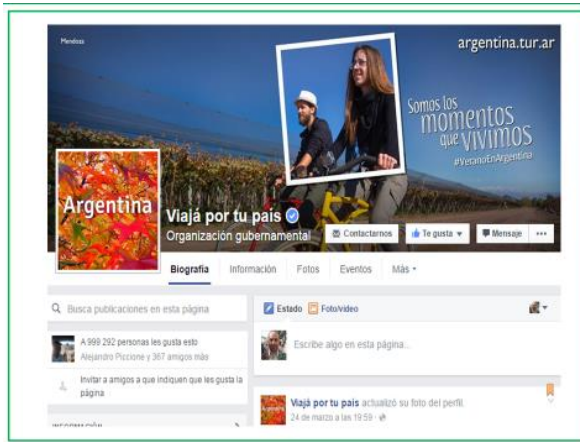 Mendoza
argentina.tur.ar
Somos los
momentos
que vivimos
#VeranoEnArgentina
Argentina
Viajá por tu país
Organización gubernamental
Contactarnos
Te gusta
Mensaje
Biografía Información Fotos Eventos Más
Busca publicaciones en esta página
Estado Foto/video
A 999 292 personas les gusta esto
Alejandro Piccione y 367 amigos más
Escribe algo en esta página...
Invitar a amigos a que indiquen que les gusta la
página
Viajá por tu país actualizó su foto del perfil.
24 de marzo a las 19:59
INFORMACIÓN